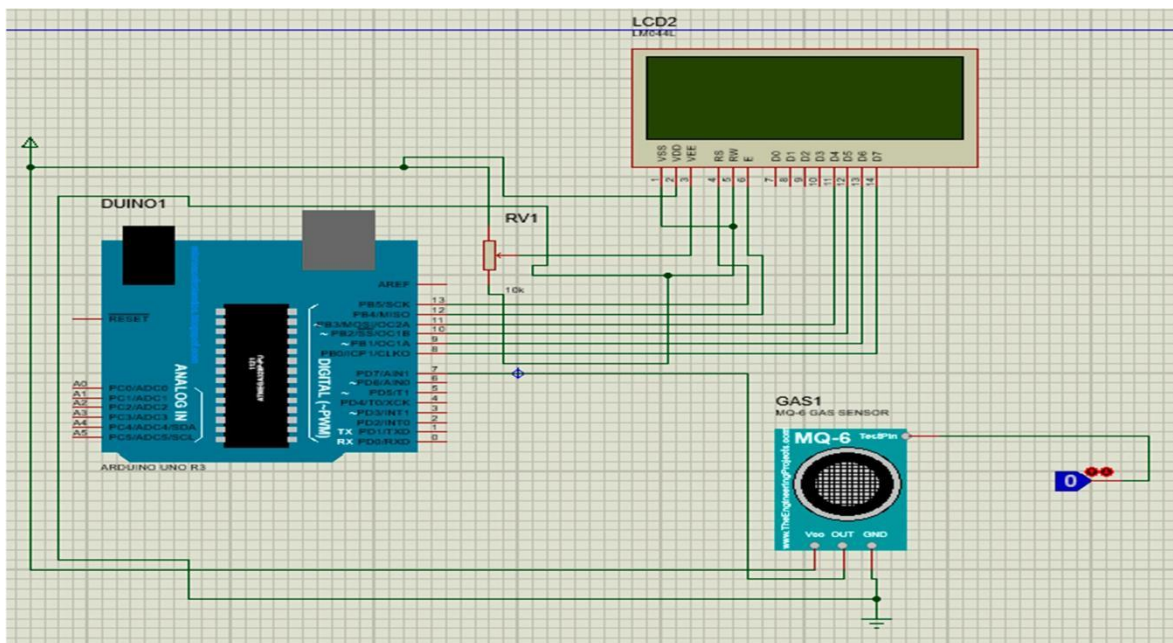 LCD2
LM044L
VSS
VDD
VEE
RS
RW
E
D0
D1
D2
D3
D4
D5
D6
D7
1
2
3
4
5
6
7
8
9
10
11
12
13
14
DUINO1
RV1
10k
AREF
RESET
PB5/SCK
13
PB4/MISO
12
PB3/MOSI/OC2A
11
~ PB2/SS/OC1B
10
~ PB1/OC1A
9
PB0/ICP1/CLKO
8
PD7/AIN1
7
~ PD6/AIN0
6
~ PD5/T1
5
PD4/T0/XCK
4
~ PD3/INT1
3
PD2/INT0
2
TX PD1/TXD
1
RX PD0/RXD
0
DIGITAL (~PWM)
ANALOG IN
A0 PC0/ADC0
A1 PC1/ADC1
A2 PC2/ADC2
A3 PC3/ADC3
A4 PC4/ADC4/SDA
A5 PC5/ADC5/SCL
1121
ARDUINO UNO R3
GAS1
MQ-6 GAS SENSOR
MQ-6
TestPin
www.TheEngineeringProjects.com
Vcc OUT GND
0